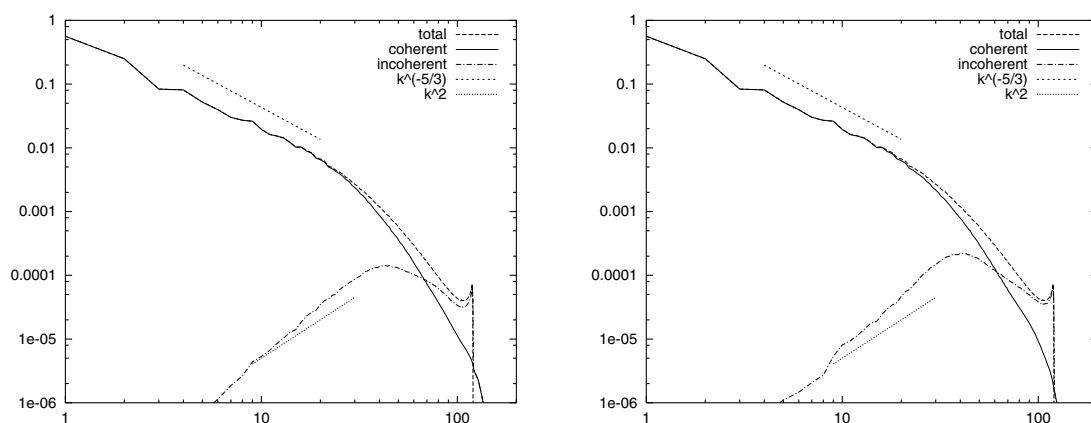 1
0.1
0.01
0.001
0.0001
1e-05
1e-06
1
10
100
total
coherent
incoherent
k^(-5/3)
k^2
1
0.1
0.01
0.001
0.0001
1e-05
1e-06
1
10
100
total
coherent
incoherent
k^(-5/3)
k^2